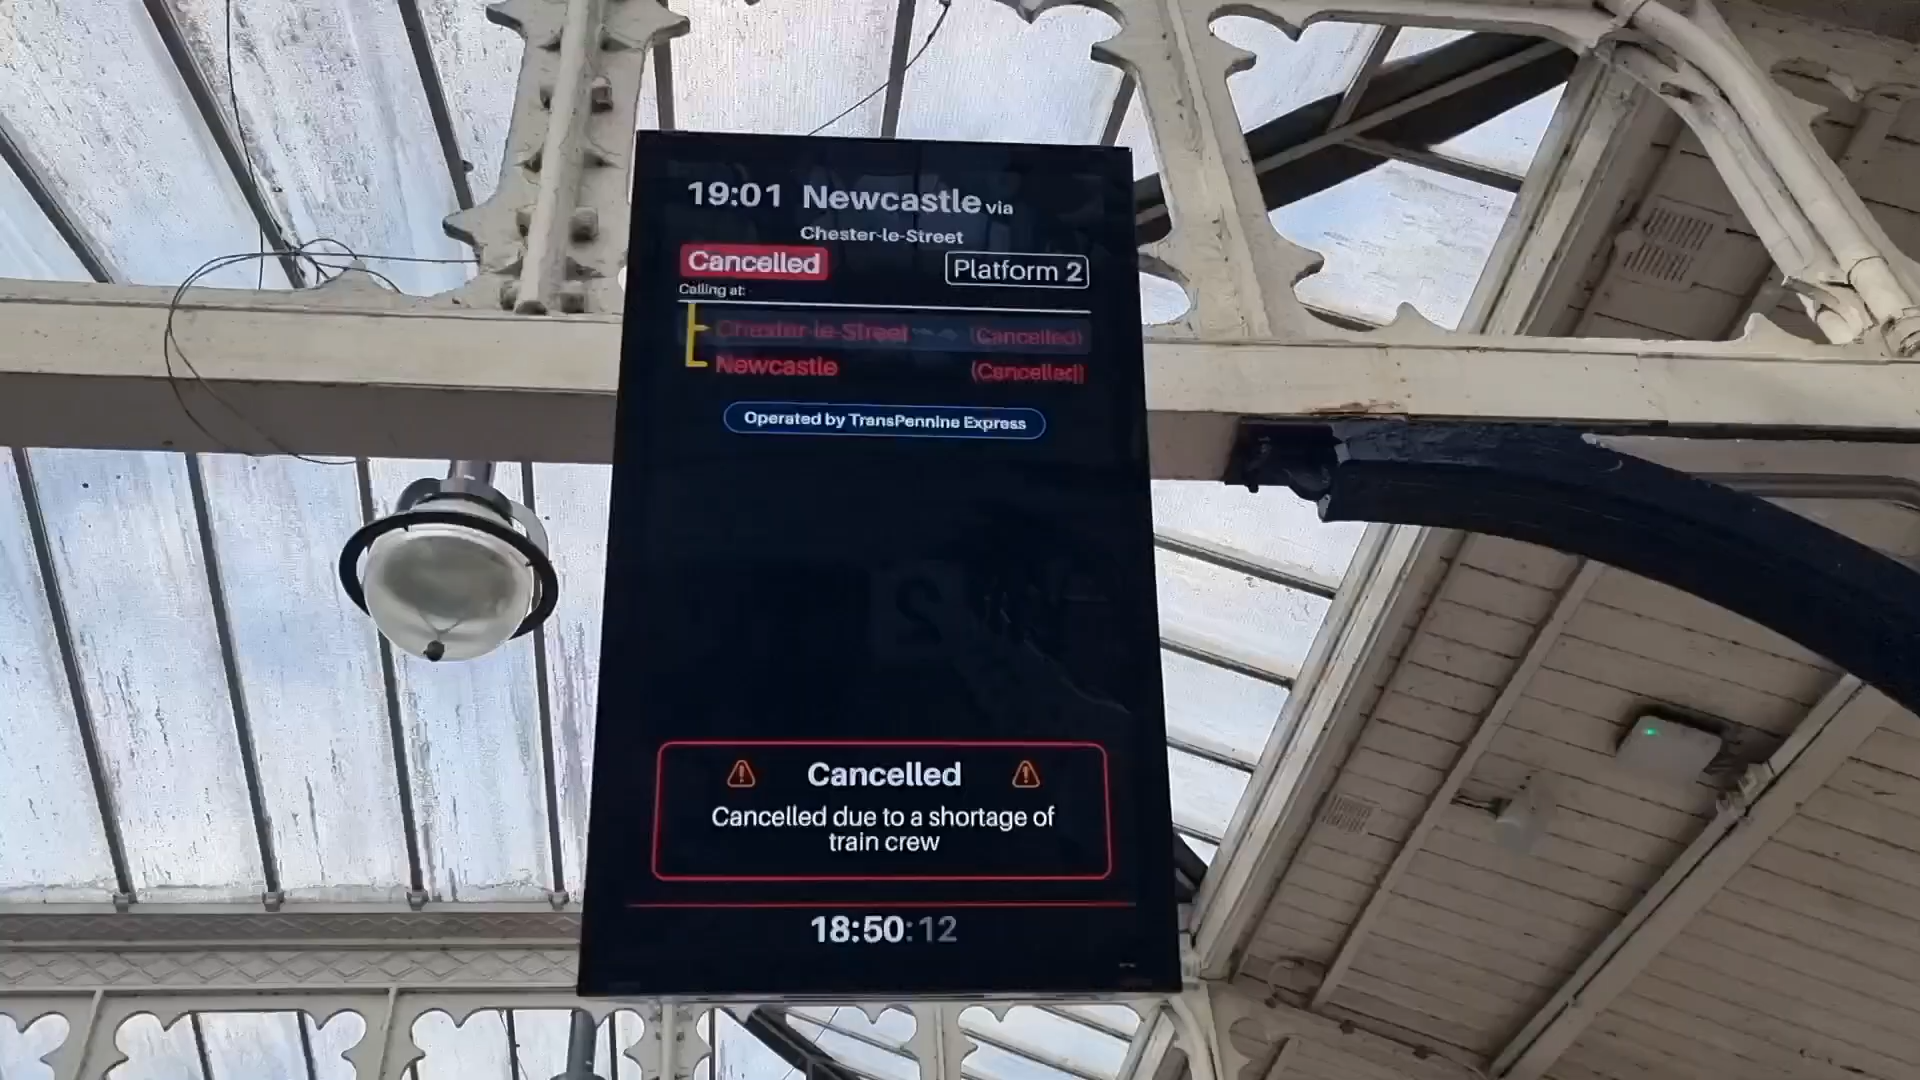 19:01 Newcastle via
Chester-le-Street
Cancelled
Platform 2
Calling at:
Chester-le-Street (Cancelled)
Newcastle (Cancelled)
Operated by TransPennine Express
Cancelled
Cancelled due to a shortage of
train crew
18:50:12